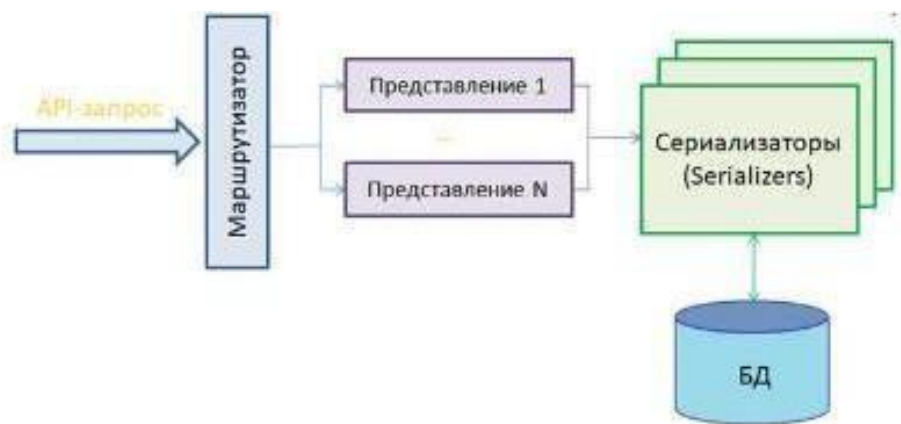 API-запрос
Маршрутизатор
Представление 1
...
Представление N
Сериализаторы
(Serializers)
БД